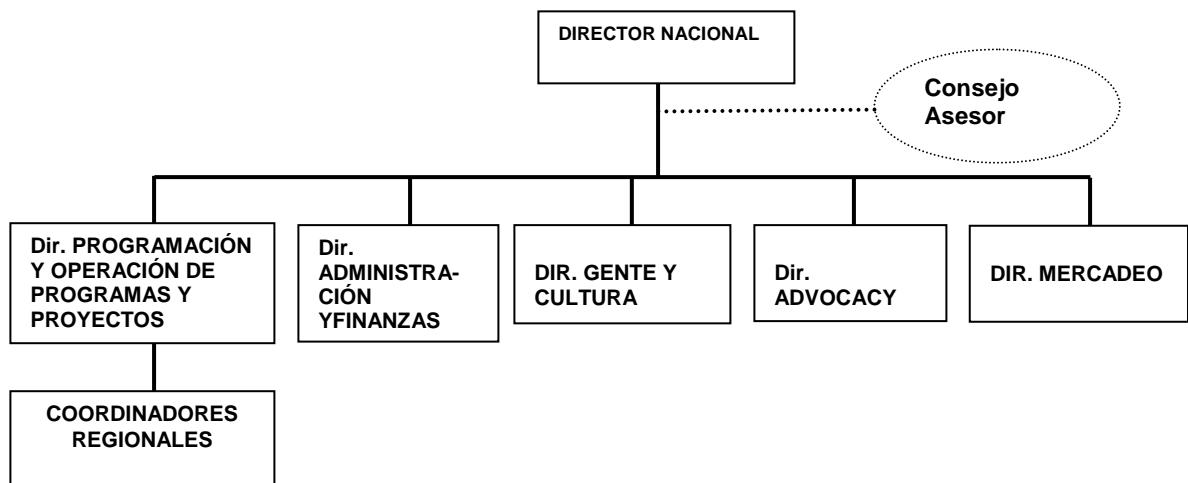 DIRECTOR NACIONAL
Consejo
Asesor
Dir. PROGRAMACIÓN
Y OPERACIÓN DE
PROGRAMAS Y
PROYECTOS
Dir.
ADMINISTRA-
CIÓN
YFINANZAS
DIR. GENTE Y
CULTURA
Dir.
ADVOCACY
DIR. MERCADEO
COORDINADORES
REGIONALES